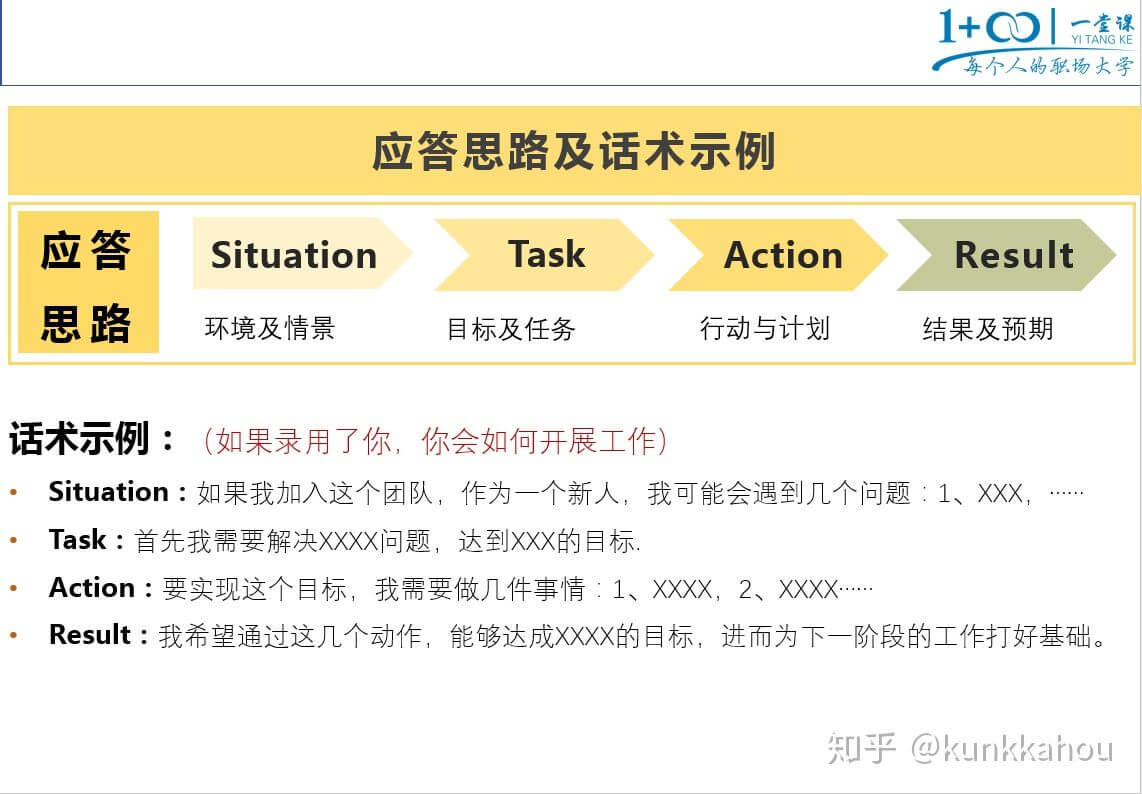 1+∞ 一堂课
YI TANG KE
每个人的职场大学
应答思路及话术示例
应答
思路
Situation
Task
Action
Result
环境及情景
目标及任务
行动与计划
结果及预期
话术示例：（如果录用了你，你会如何开展工作）
• Situation：如果我加入这个团队，作为一个新人，我可能会遇到几个问题：1、XXX，……
• Task：首先我需要解决XXXX问题，达到XXX的目标.
• Action：要实现这个目标，我需要做几件事情：1、XXXX，2、XXXX……
• Result：我希望通过这几个动作，能够达成XXXX的目标，进而为下一阶段的工作打好基础。
知乎 @kunkkahou